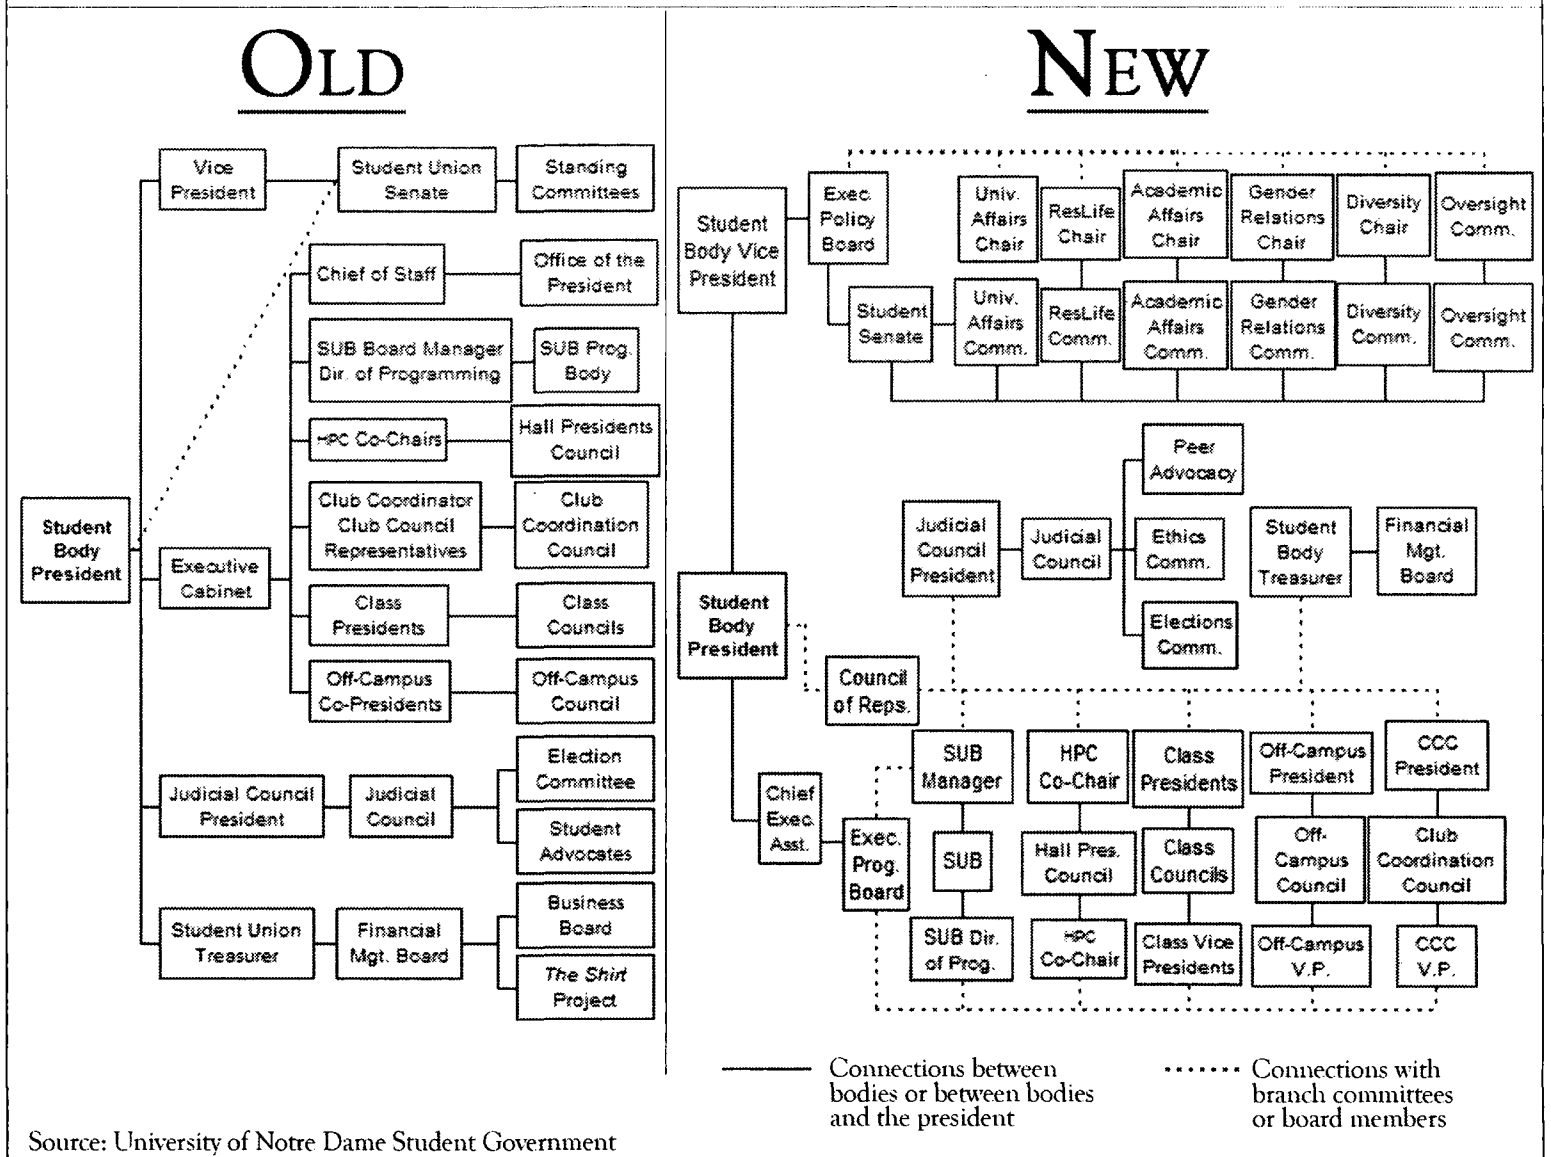 OLD
Vice
President
Student Union
Senate
Standing
Committees
Chief of Staff
Office of the
President
SUB Board Manager
Dir. of Programming
SUB Prog.
Body
HPC Co-Chairs
Hall Presidents
Council
Club Coordinator
Club Council
Representatives
Club
Coordination
Council
Student
Body
President
Executive
Cabinet
Class
Presidents
Class
Councils
Off-Campus
Co-Presidents
Off-Campus
Council
Judicial Council
President
Judicial
Council
Election
Committee
Student
Advocates
Student Union
Treasurer
Financial
Mgt. Board
Business
Board
The Shirt
Project
NEW
Student
Body Vice
President
Exec.
Policy
Board
Univ.
Affairs
Chair
ResLife
Chair
Academic
Affairs
Chair
Gender
Relations
Chair
Diversity
Chair
Oversight
Comm.
Student
Senate
Univ.
Affairs
Comm.
ResLife
Comm.
Academic
Affairs
Comm.
Gender
Relations
Comm.
Diversity
Comm.
Oversight
Comm.
Peer
Advocacy
Judicial
Council
President
Judicial
Council
Ethics
Comm.
Elections
Comm.
Student
Body
Treasurer
Financial
Mgt.
Board
Student
Body
President
Council
of Reps.
SUB
Manager
HPC
Co-Chair
Class
Presidents
Off-Campus
President
CCC
President
Chief
Exec.
Asst.
Exec.
Prog.
Board
SUB
Hall Pres.
Council
Class
Councils
Off-
Campus
Council
Club
Coordination
Council
SUB Dir.
of Prog.
HPC
Co-Chair
Class Vice
Presidents
Off-Campus
V.P.
CCC
V.P.
Connections between
bodies or between bodies
and the president
Connections with
branch committees
or board members
Source: University of Notre Dame Student Government